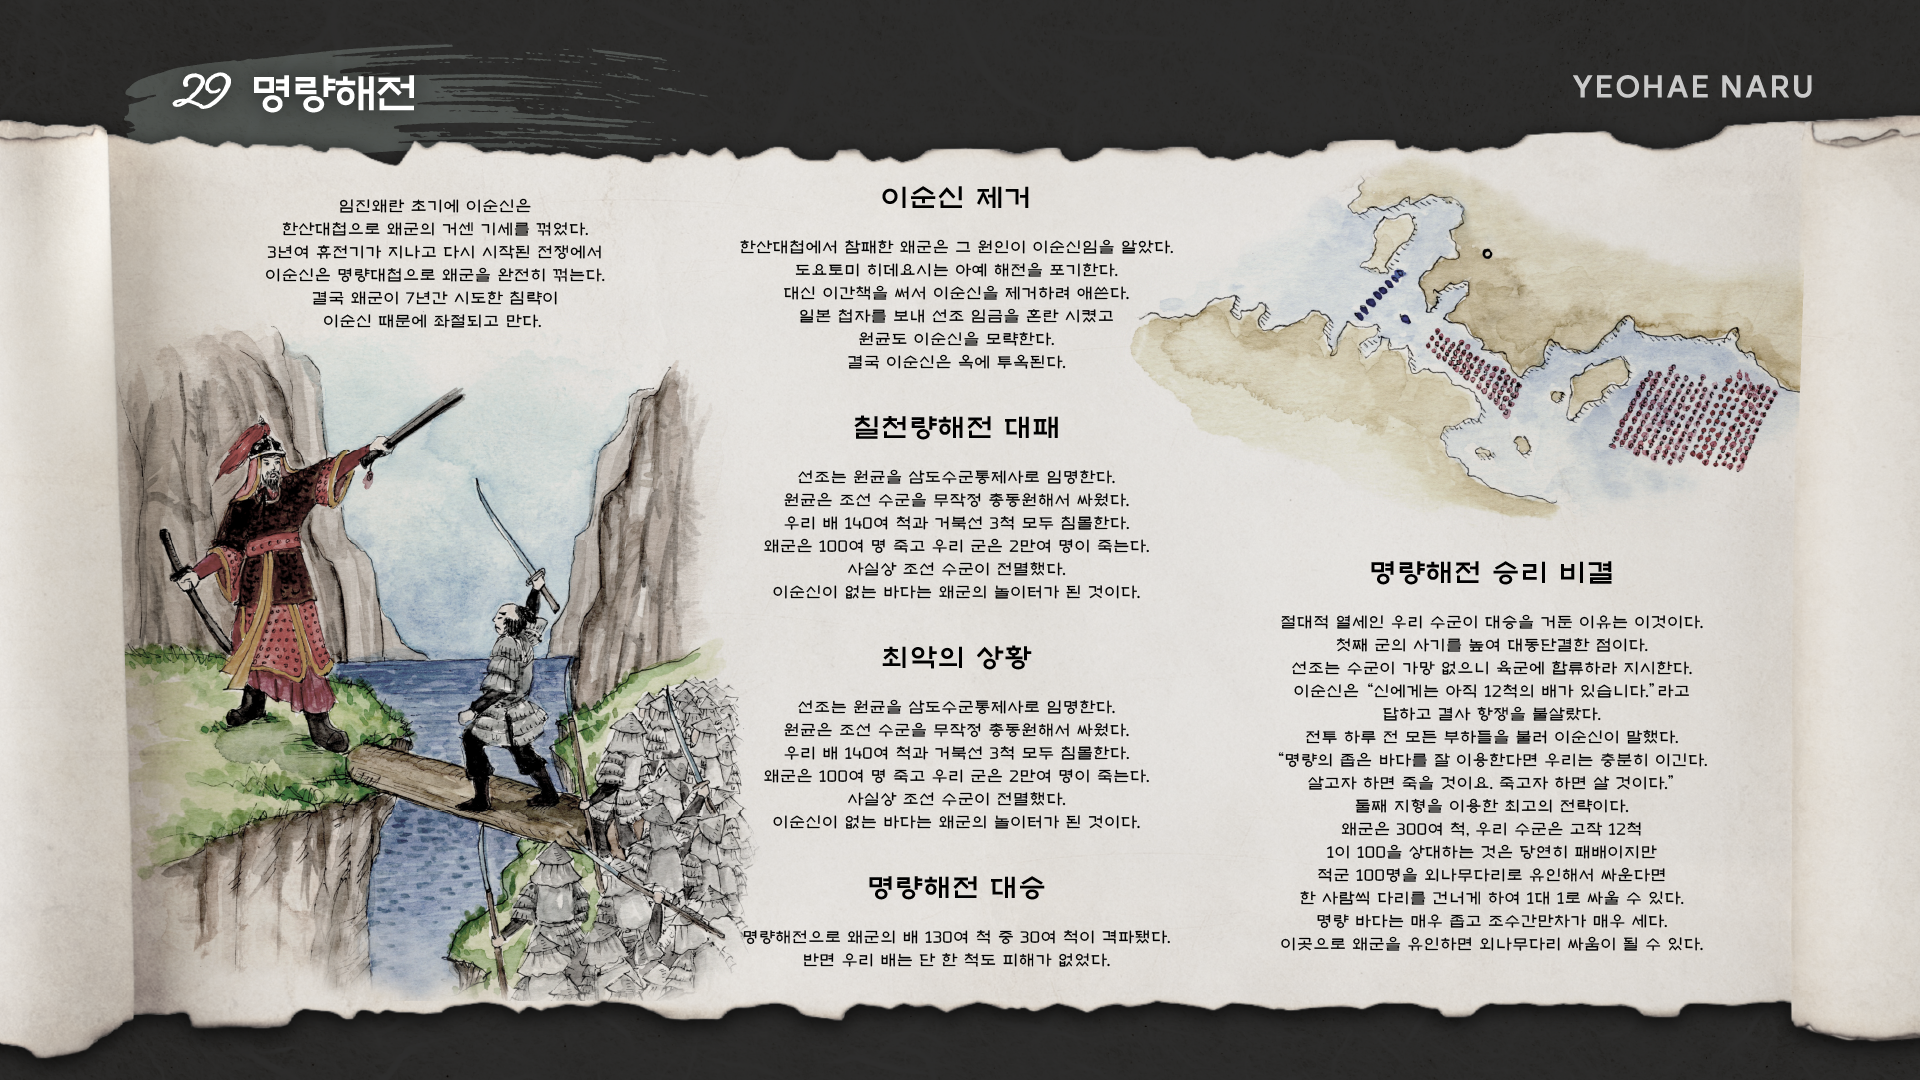 29 명량해전
YEOHAE NARU
임진왜란 초기에 이순신은
한산대첩으로 왜군의 거센 기세를 꺾었다.
3년여 휴전기가 지나고 다시 시작된 전쟁에서
이순신은 명량대첩으로 왜군을 완전히 꺾는다.
결국 왜군이 7년간 시도한 침략이
이순신 때문에 좌절되고 만다.
이순신 제거
한산대첩에서 참패한 왜군은 그 원인이 이순신임을 알았다.
도요토미 히데요시는 아예 해전을 포기한다.
대신 이간책을 써서 이순신을 제거하려 애쓴다.
일본 첩자를 보내 선조 임금을 혼란 시켰고
원균도 이순신을 모략한다.
결국 이순신은 옥에 투옥된다.
칠천량해전 대패
선조는 원균을 삼도수군통제사로 임명한다.
원균은 조선 수군을 무작정 총동원해서 싸웠다.
우리 배 140여 척과 거북선 3척 모두 침몰한다.
왜군은 100여 명 죽고 우리 군은 2만여 명이 죽는다.
사실상 조선 수군이 전멸했다.
이순신이 없는 바다는 왜군의 놀이터가 된 것이다.
최악의 상황
선조는 원균을 삼도수군통제사로 임명한다.
원균은 조선 수군을 무작정 총동원해서 싸웠다.
우리 배 140여 척과 거북선 3척 모두 침몰한다.
왜군은 100여 명 죽고 우리 군은 2만여 명이 죽는다.
사실상 조선 수군이 전멸했다.
이순신이 없는 바다는 왜군의 놀이터가 된 것이다.
명량해전 대승
명량해전으로 왜군의 배 130여 척 중 30여 척이 격파됐다.
반면 우리 배는 단 한 척도 피해가 없었다.
명량해전 승리 비결
절대적 열세인 우리 수군이 대승을 거둔 이유는 이것이다.
첫째 군의 사기를 높여 대동단결한 점이다.
선조는 수군이 가망 없으니 육군에 합류하라 지시한다.
이순신은 “신에게는 아직 12척의 배가 있습니다.”라고
답하고 결사 항쟁을 불살랐다.
전투 하루 전 모든 부하들을 불러 이순신이 말했다.
“명량의 좁은 바다를 잘 이용한다면 우리는 충분히 이긴다.
살고자 하면 죽을 것이요. 죽고자 하면 살 것이다.”
둘째 지형을 이용한 최고의 전략이다.
왜군은 300여 척, 우리 수군은 고작 12척
1이 100을 상대하는 것은 당연히 패배이지만
적군 100명을 외나무다리로 유인해서 싸운다면
한 사람씩 다리를 건너게 하여 1대 1로 싸울 수 있다.
명량 바다는 매우 좁고 조수간만차가 매우 세다.
이곳으로 왜군을 유인하면 외나무다리 싸움이 될 수 있다.